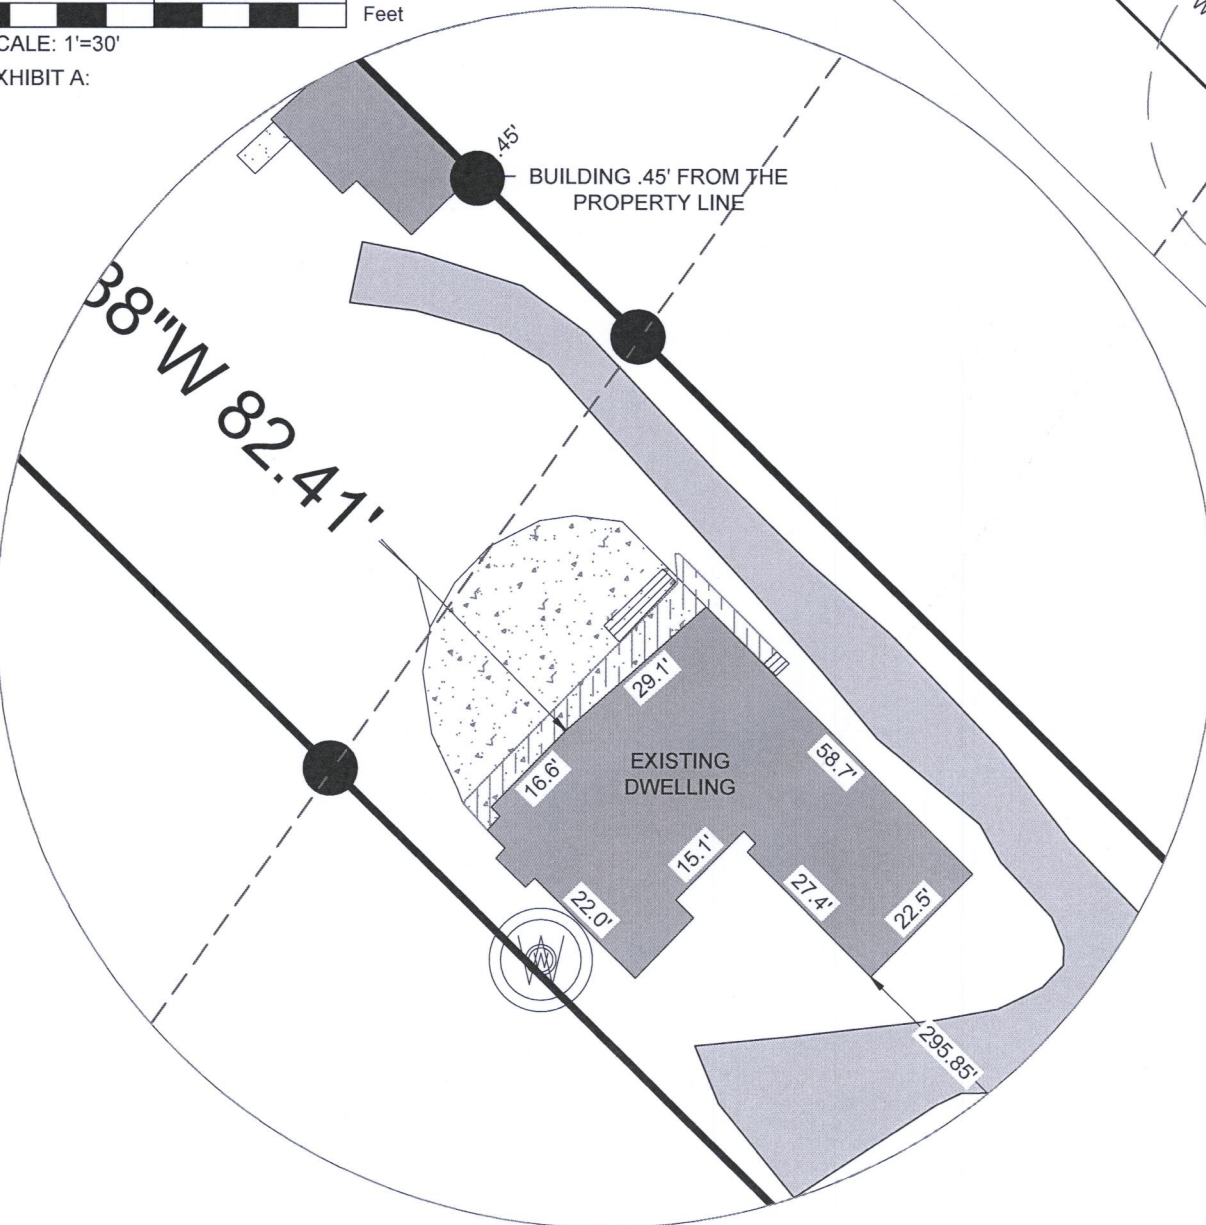 Feet
CALE: 1'=30'
XHIBIT A:
.45'
BUILDING .45' FROM THE
PROPERTY LINE
38"W 82.41'
29.1'
16.6'
EXISTING
DWELLING
58.7'
15.1'
27.4'
22.5'
22.0'
W
295.85'